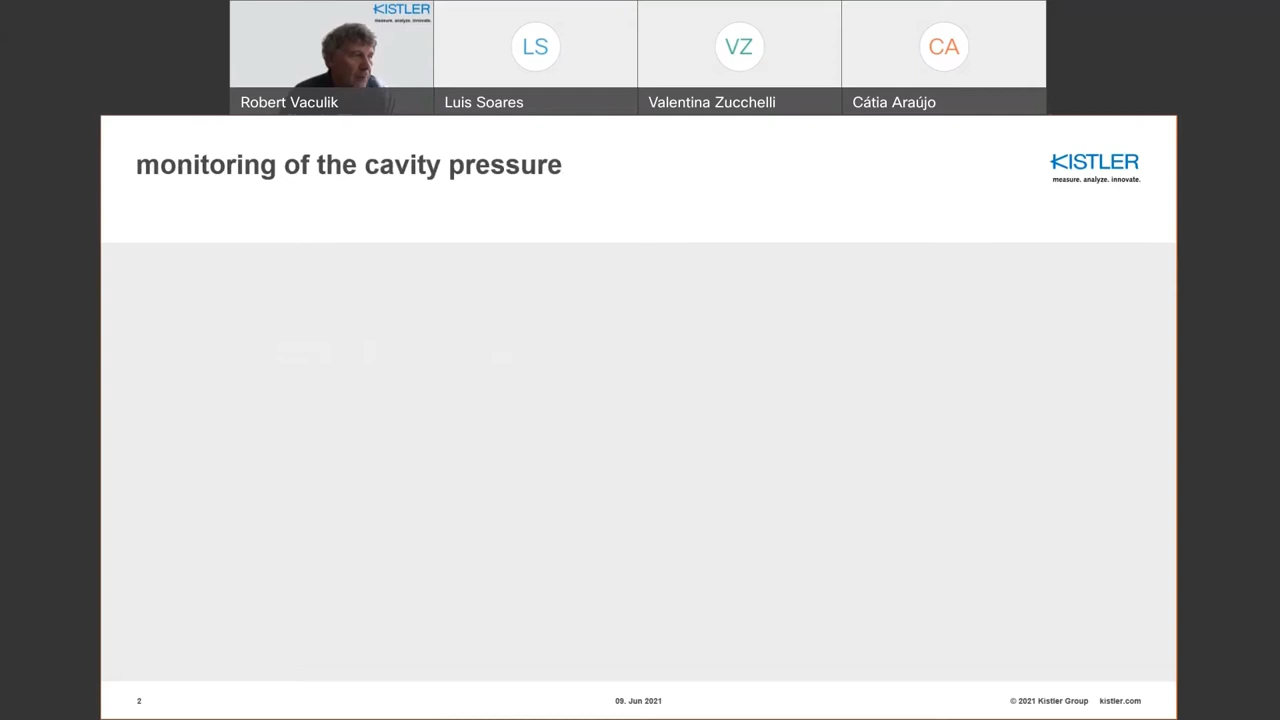 KISTLER
measure. analyze. innovate.
LS
VZ
CA
Robert Vaculik
Luis Soares
Valentina Zucchelli
Cátia Araújo
monitoring of the cavity pressure
KISTLER
measure. analyze. innovate.
2
09. Jun 2021
© 2021 Kistler Group
kistler.com